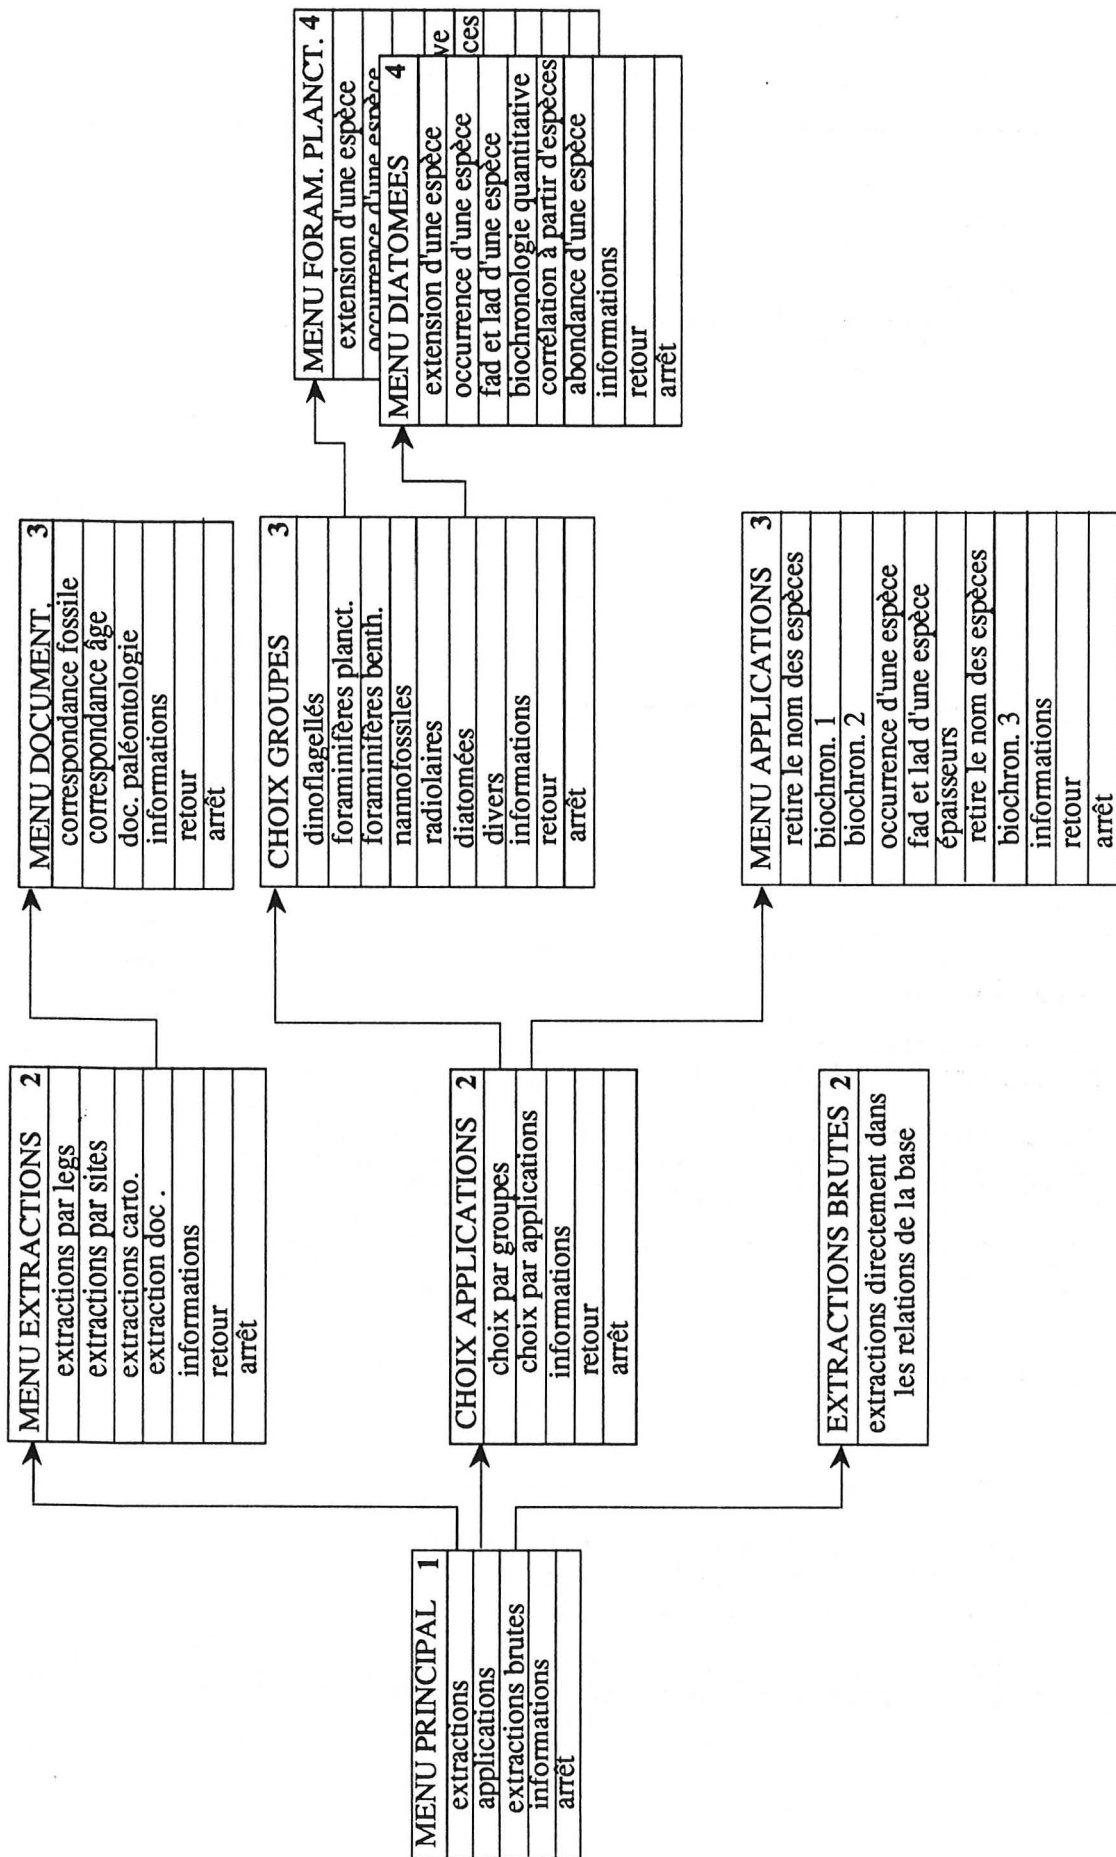 MENU PRINCIPAL 1
extractions
applications
extractions brutes
informations
arrêt
MENU EXTRACTIONS 2
extractions par legs
extractions par sites
extractions carto.
extraction doc .
informations
retour
arrêt
CHOIX APPLICATIONS 2
choix par groupes
choix par applications
informations
retour
arrêt
EXTRACTIONS BRUTES 2
extractions directement dans
les relations de la base
MENU DOCUMENT. 3
correspondance fossile
correspondance âge
doc. paléontologie
informations
retour
arrêt
CHOIX GROUPES 3
dinoflagellés
foraminifères planct.
foraminifères benth.
nannofossiles
radiolaires
diatomées
divers
informations
retour
arrêt
MENU APPLICATIONS 3
retire le nom des espèces
biochron. 1
biochron. 2
occurrence d'une espèce
fad et lad d'une espèce
épaisseurs
retire le nom des espèces
biochron. 3
informations
retour
arrêt
MENU FORAM. PLANCT. 4
extension d'une espèce
occurrence d'une espèce
ve
ces
MENU DIATOMEES 4
extension d'une espèce
occurrence d'une espèce
fad et lad d'une espèce
biochronologie quantitative
corrélation à partir d'espèces
abondance d'une espèce
informations
retour
arrêt